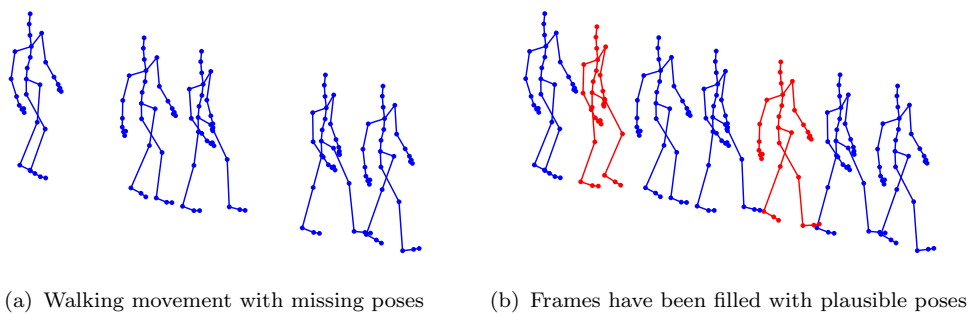 (a) Walking movement with missing poses
(b) Frames have been filled with plausible poses